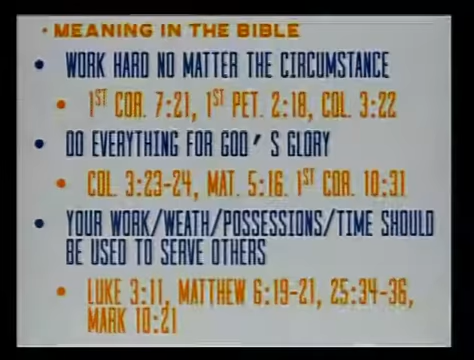 • MEANING IN THE BIBLE
• WORK HARD NO MATTER THE CIRCUMSTANCE
• 1ST COR. 7:21, 1ST PET. 2:18, COL. 3:22
• DO EVERYTHING FOR GOD’ S GLORY
• COL. 3:23-24, MAT. 5:16. 1ST COR. 10:31
• YOUR WORK/WEATH/POSSESSIONS/TIME SHOULD
BE USED TO SERVE OTHERS
• LUKE 3:11, MATTHEW 6:19-21, 25:34-36,
MARK 10:21